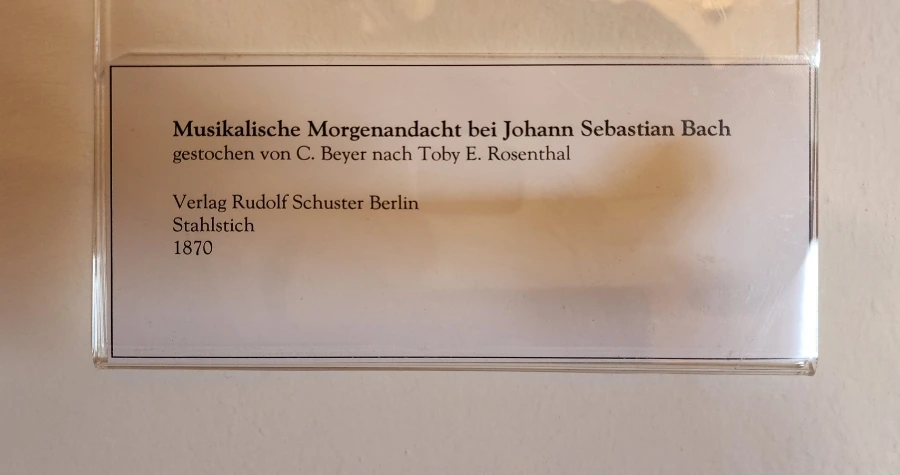 Musikalische Morgenandacht bei Johann Sebastian Bach
gestochen von C. Beyer nach Toby E. Rosenthal
Verlag Rudolf Schuster Berlin
Stahlstich
1870